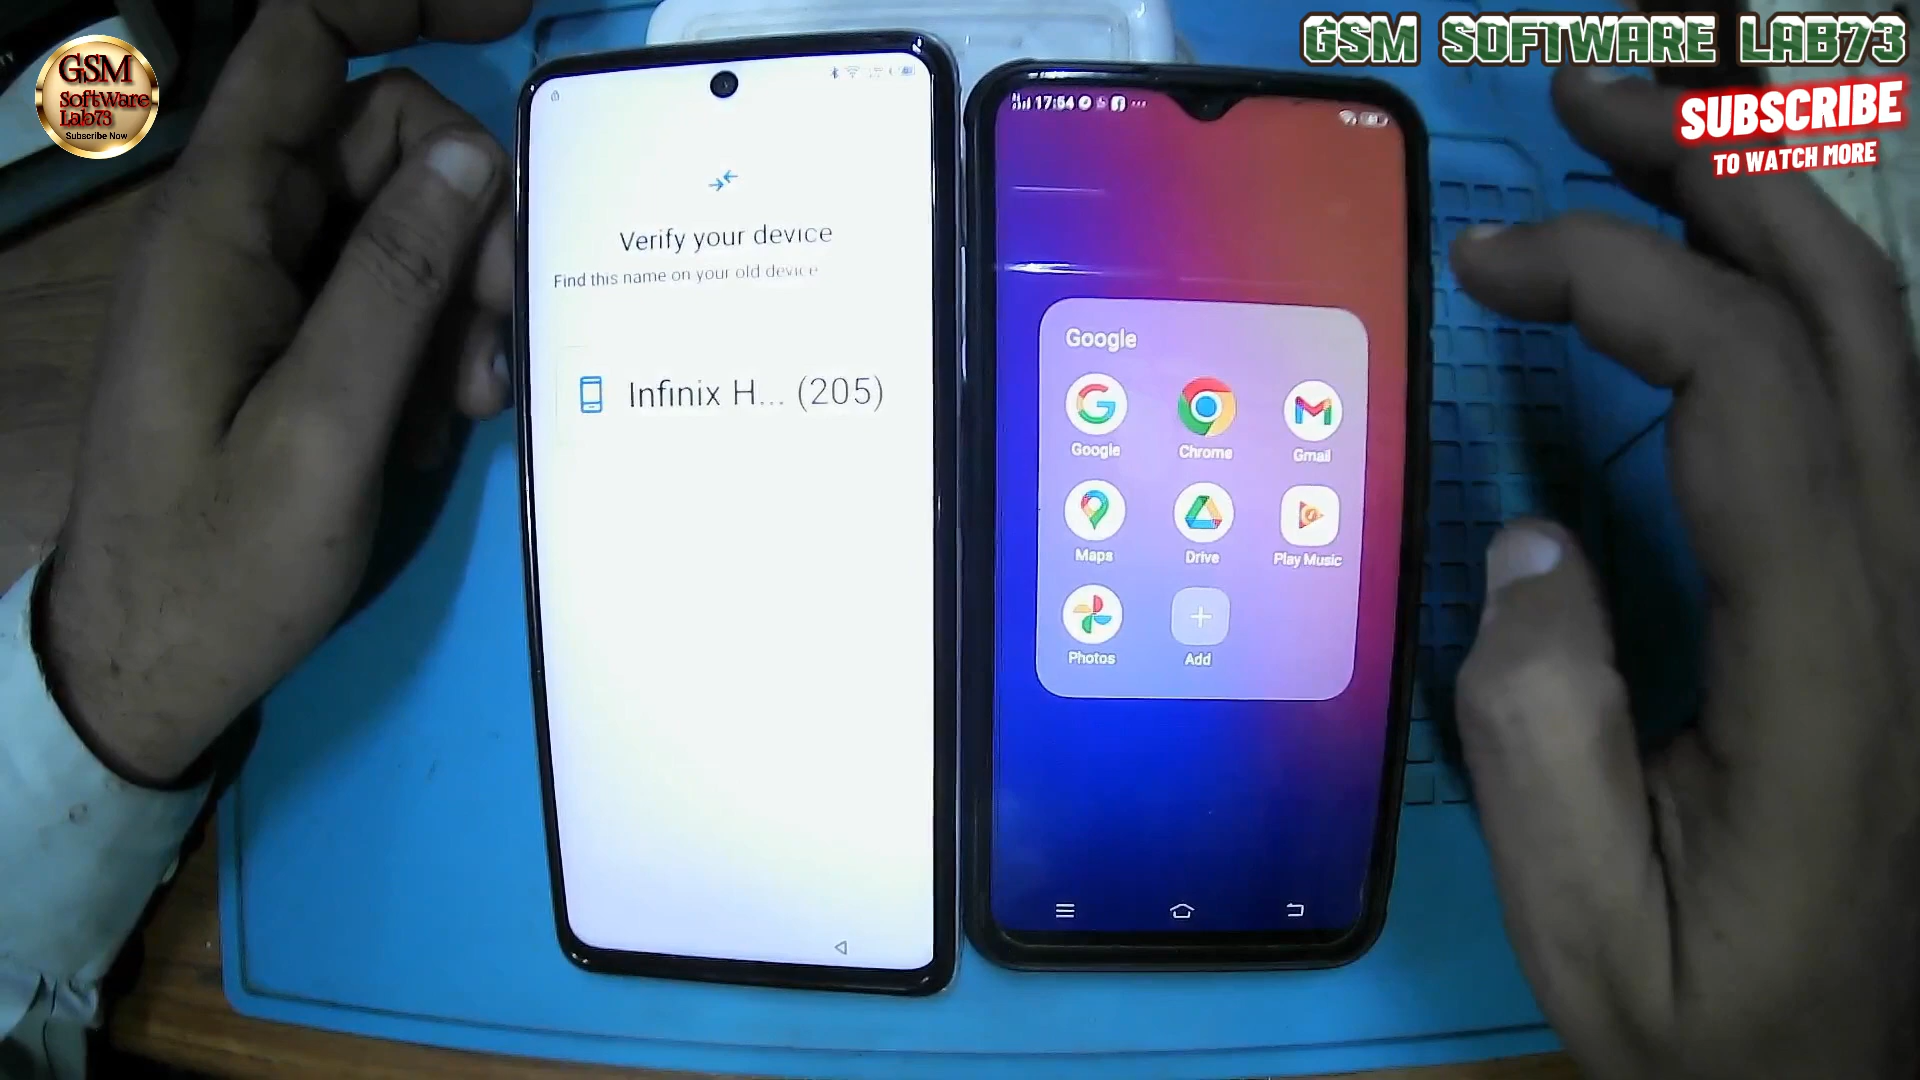 GSM
SoftWare
Lab73
Subscribe Now
GSM SOFTWARE LAB73
SUBSCRIBE
TO WATCH MORE
Verify your device
Find this name on your old device
Infinix H... (205)
17:54
Google
Google
Chrome
Gmail
Maps
Drive
Play Music
Photos
Add